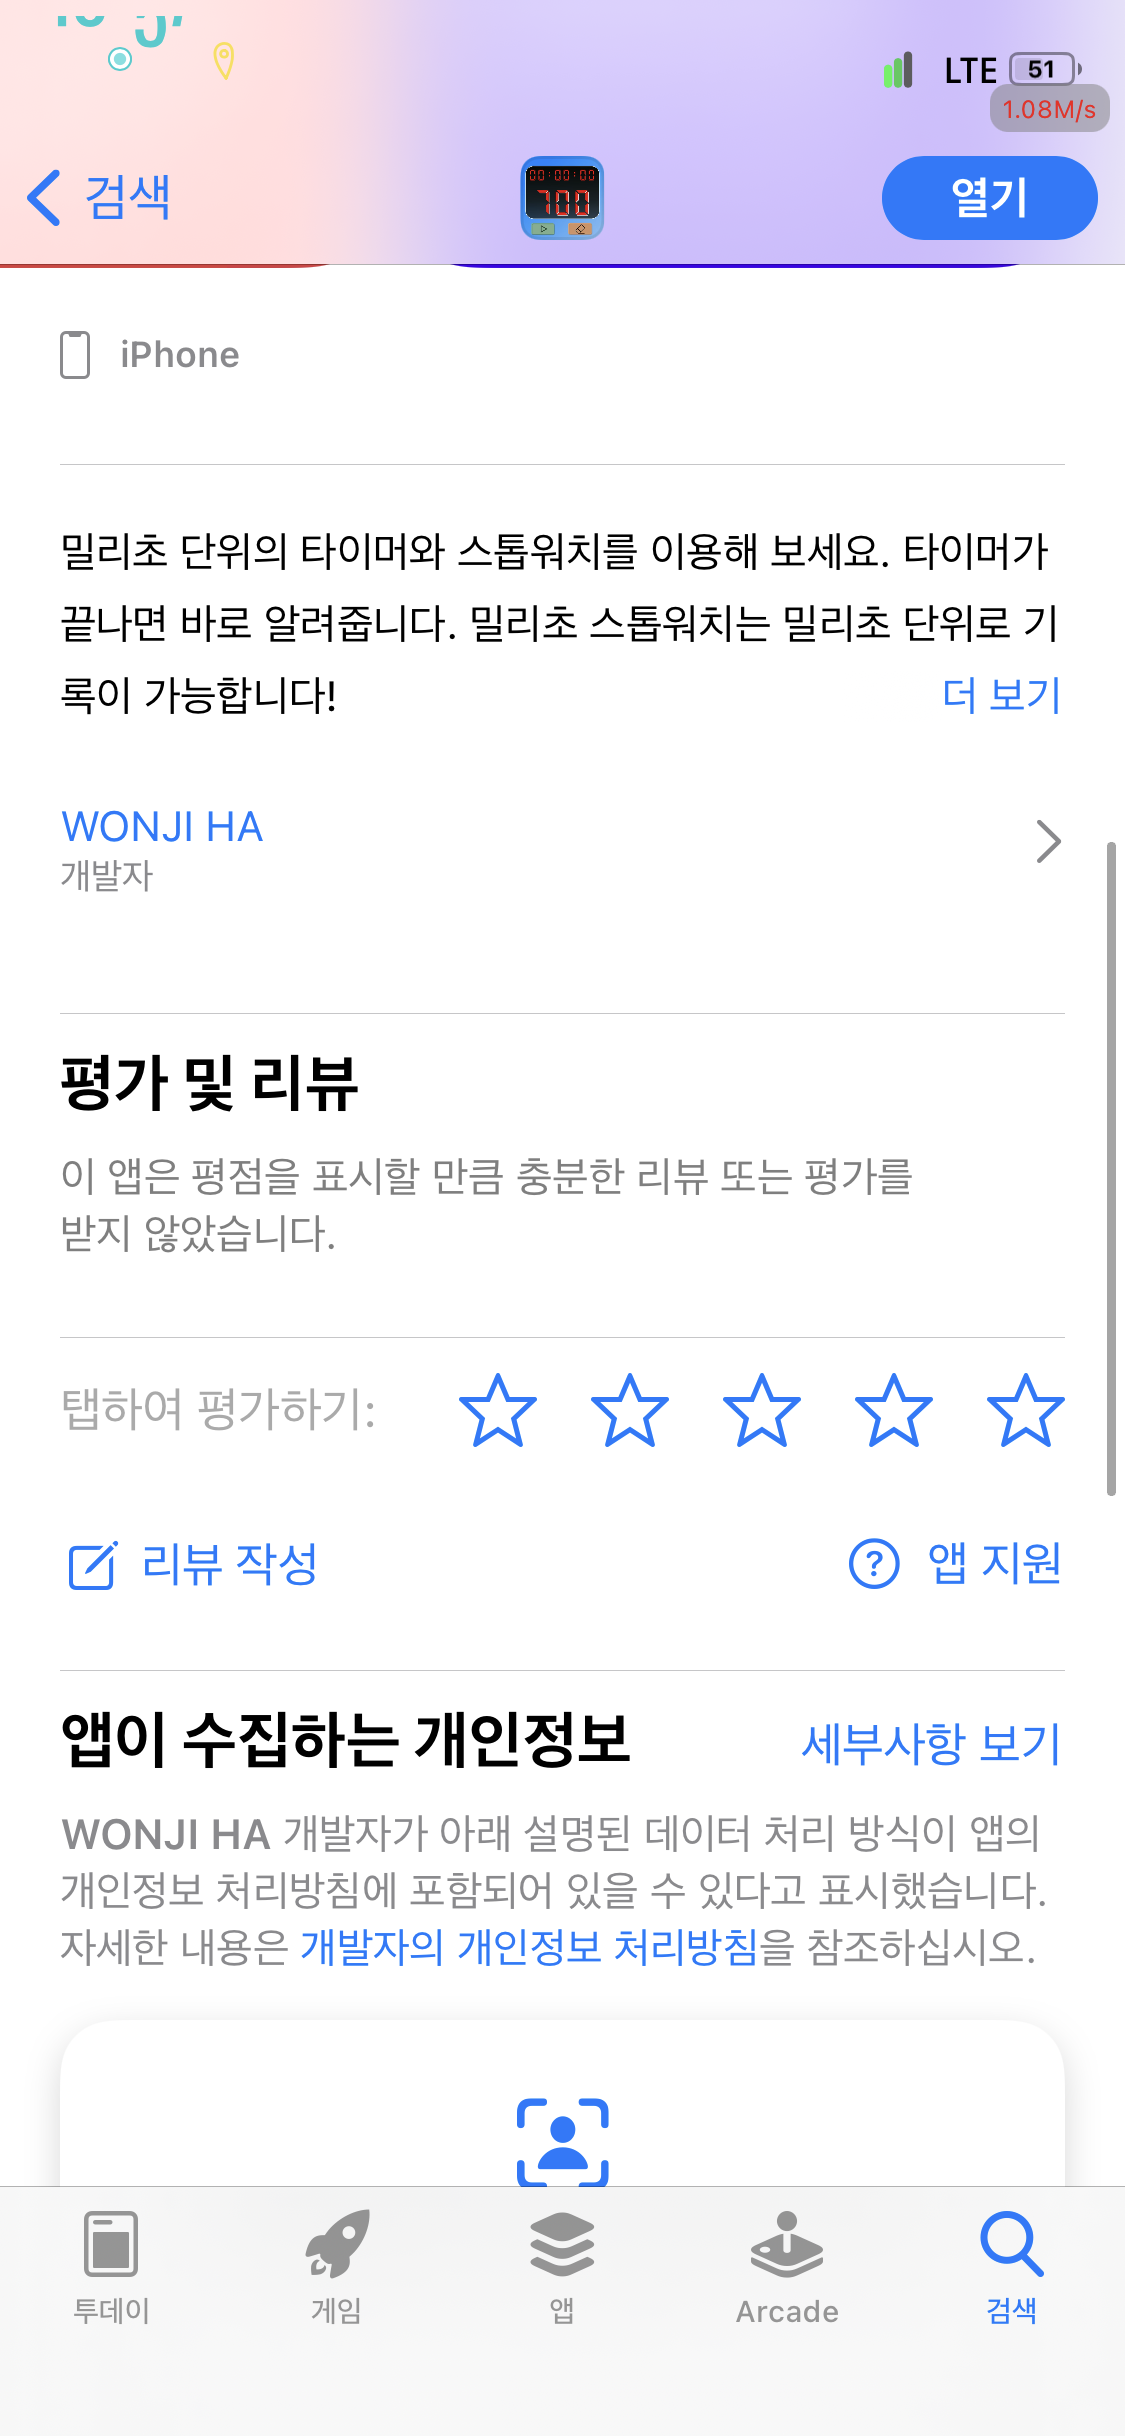 LTE 51
1.08M/s
검색
00:00:00
700
열기
iPhone
밀리초 단위의 타이머와 스톱워치를 이용해 보세요. 타이머가
끝나면 바로 알려줍니다. 밀리초 스톱워치는 밀리초 단위로 기
록이 가능합니다!
더 보기
WONJI HA
개발자
평가 및 리뷰
이 앱은 평점을 표시할 만큼 충분한 리뷰 또는 평가를
받지 않았습니다.
탭하여 평가하기:
리뷰 작성
앱 지원
앱이 수집하는 개인정보
세부사항 보기
WONJI HA 개발자가 아래 설명된 데이터 처리 방식이 앱의
개인정보 처리방침에 포함되어 있을 수 있다고 표시했습니다.
자세한 내용은 개발자의 개인정보 처리방침을 참조하십시오.
투데이
게임
앱
Arcade
검색